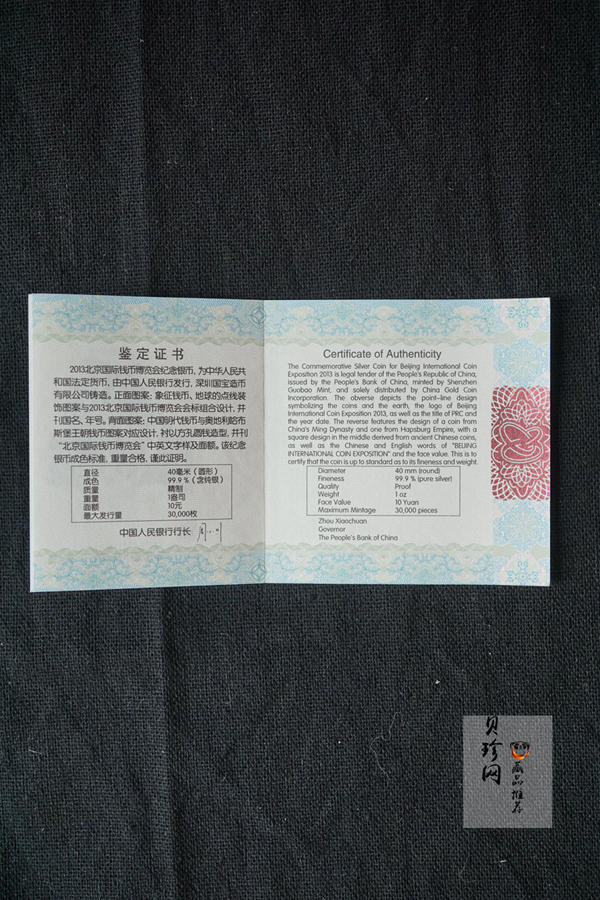 鉴定证书
2013北京国际钱币博览会纪念银币，为中华人民共
和国法定货币，由中国人民银行发行，深圳国宝造币
有限公司铸造。正面图案：象征钱币、地球的点线装
饰图案与2013北京国际钱币博览会会标组合设计，并
刊国名、年号。背面图案：中国明代钱币与奥地利哈布
斯堡王朝钱币图案对应设计，衬以方孔圆钱造型，并刊
“北京国际钱币博览会”中英文字样及面额。该纪念
银币成色标准，重量合格，谨此证明。
直径 40毫米（圆形）
成色 99.9％（含纯银）
质量 精制
重量 1盎司
面额 10元
最大发行量 30,000枚
中国人民银行行长
Certificate of Authenticity
The Commemorative Silver Coin for Beijing International Coin
Exposition 2013 is legal tender of the People's Republic of China,
issued by the People's Bank of China, minted by Shenzhen
Guobao Mint, and solely distributed by China Gold Coin
Incorporation. The obverse depicts the point-line design
symbolizing the coins and the earth, the logo of Beijing
International Coin Exposition 2013, as well as the title of PRC and
the year date. The reverse features the design of a coin from
China's Ming Dynasty and one from Hapsburg Empire, with a
square design in the middle derived from ancient Chinese coins,
as well as the Chinese and English words of "BEIJING
INTERNATIONAL COIN EXPOSITION" and the face value. This is to
certify that the coin is up to standard as to its fineness and weight.
Diameter 40 mm (round)
Fineness 99.9 % (pure silver)
Quality Proof
Weight 1 oz
Face Value 10 Yuan
Maximum Mintage 30,000 pieces
Zhou Xiaochuan
Governor
The People's Bank of China
贝珍网
藏品推荐